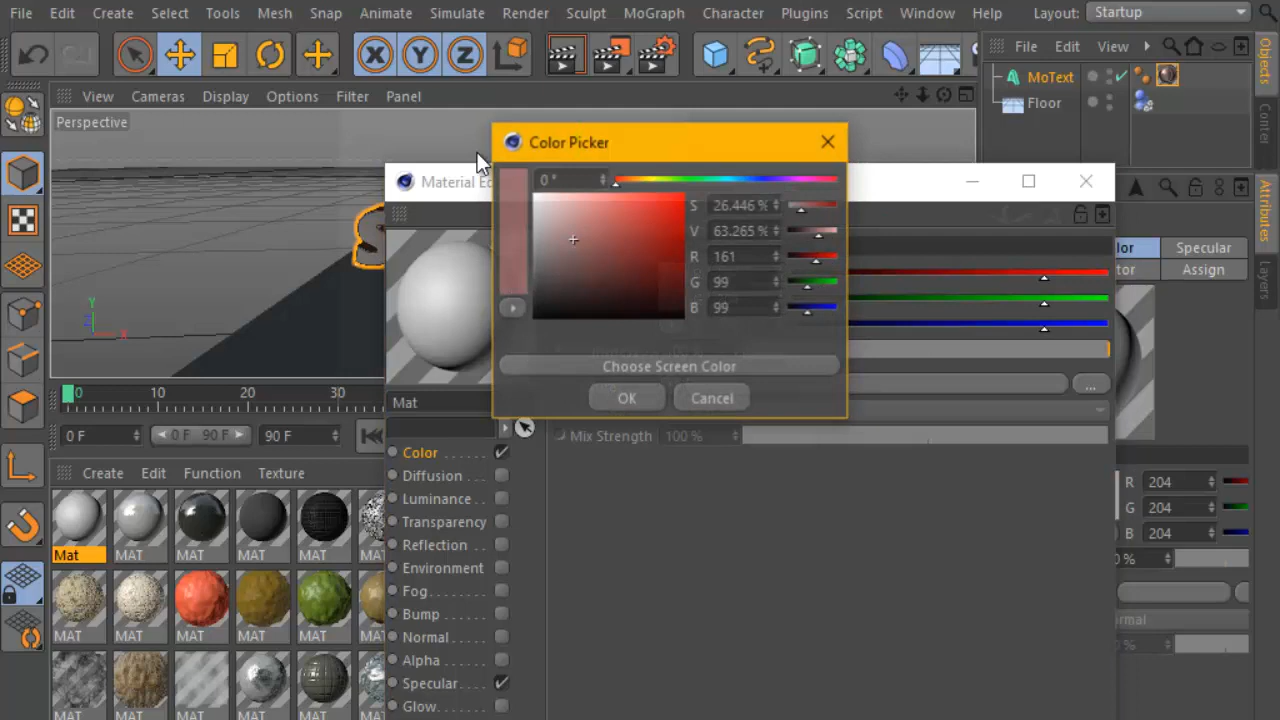 File Edit Create Select Tools Mesh Snap Animate Simulate Render Sculpt MoGraph Character Plugins Script Window Help Layout: Startup
X Y Z
File Edit View
MoText
Floor
Objects
View Cameras Display Options Filter Panel
Perspective
Y
Z X
Color Picker
0 °
S 26.446 %
V 63.265 %
R 161
G 99
B 99
Choose Screen Color
OK Cancel
Attributes
Layers
Specular
Assign
0 10 20 30
0 F 0 F 90 F 90 F
Mat
...
Mix Strength 100 %
Create Edit Function Texture
Mat MAT MAT MAT MAT
MAT MAT MAT MAT MAT
MAT MAT MAT MAT MAT
Color
Diffusion
Luminance
Transparency
Reflection
Environment
Fog
Bump
Normal
Alpha
Specular
Glow
R 204
G 204
B 204